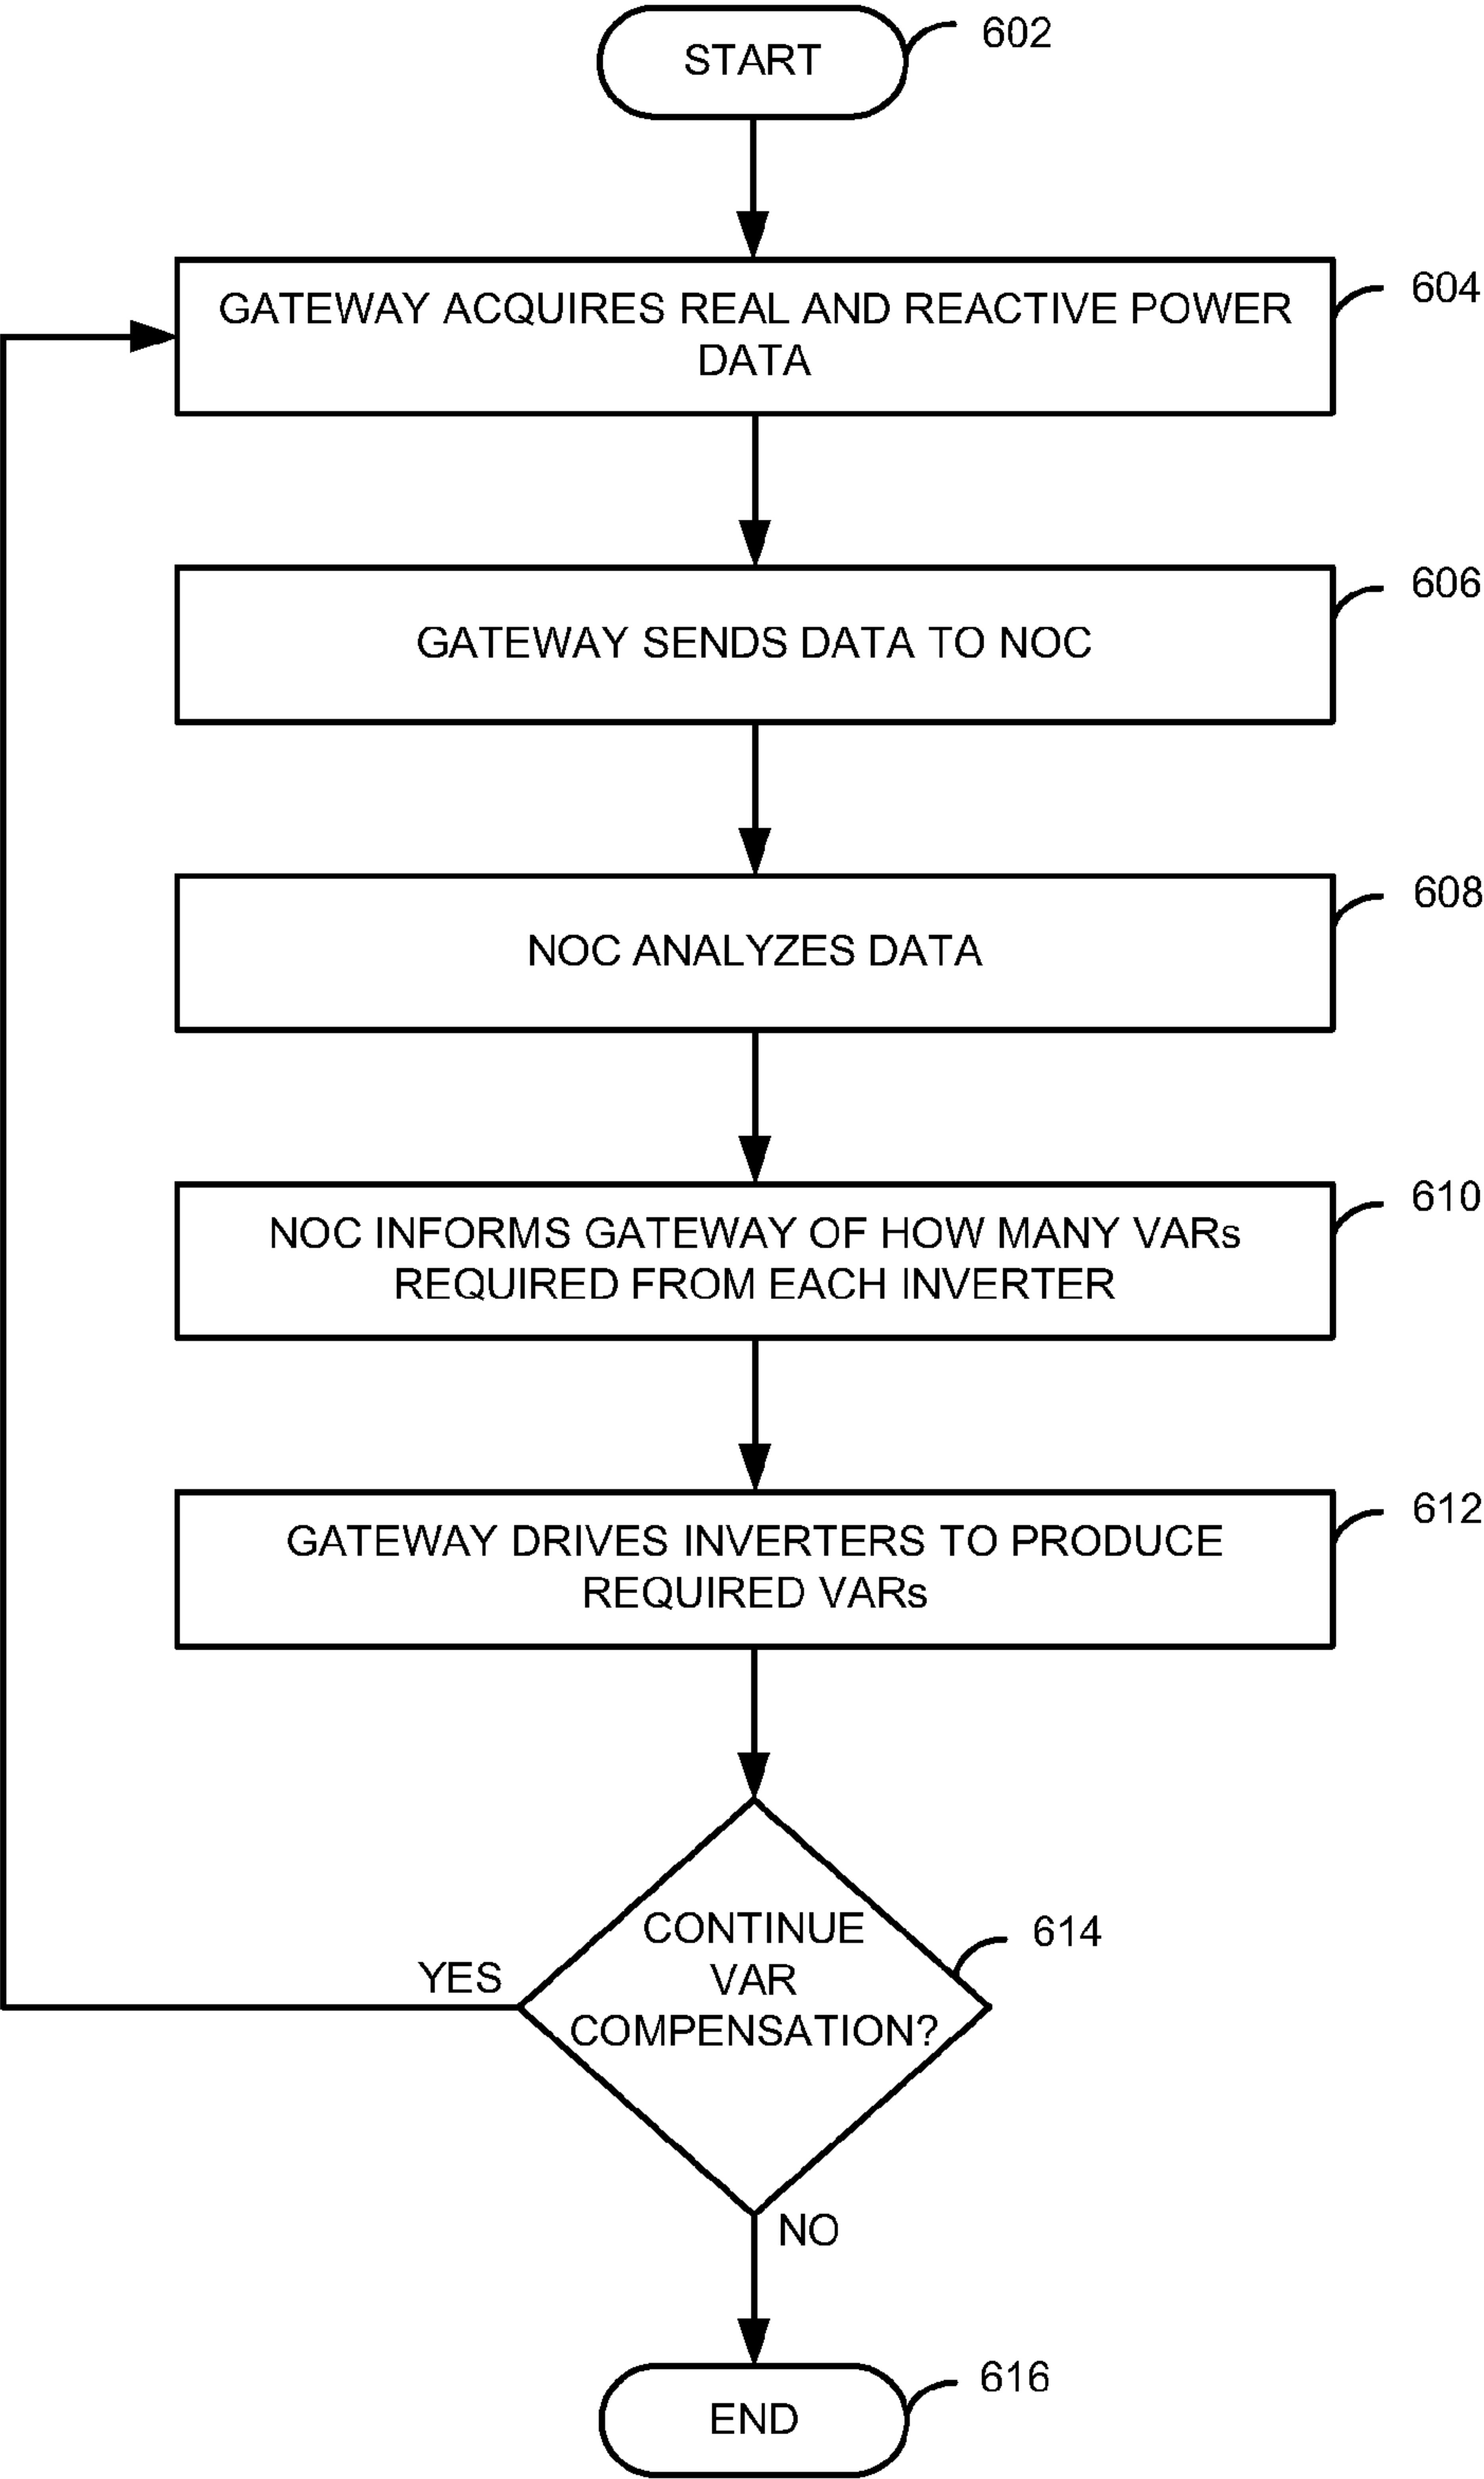 START
602
GATEWAY ACQUIRES REAL AND REACTIVE POWER
DATA
604
GATEWAY SENDS DATA TO NOC
606
NOC ANALYZES DATA
608
NOC INFORMS GATEWAY OF HOW MANY VARs
REQUIRED FROM EACH INVERTER
610
GATEWAY DRIVES INVERTERS TO PRODUCE
REQUIRED VARs
612
CONTINUE
VAR
COMPENSATION?
614
YES
NO
END
616